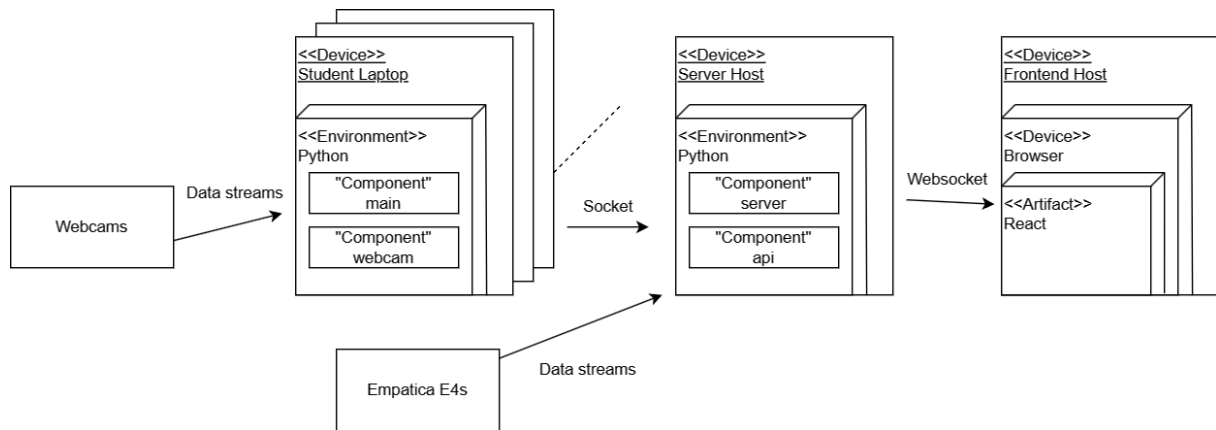 <<Device>>
Student Laptop
<<Environment>>
Python
"Component"
main
"Component"
webcam
Webcams
Data streams
Socket
<<Device>>
Server Host
<<Environment>>
Python
"Component"
server
"Component"
api
Empatica E4s
Data streams
Websocket
<<Device>>
Frontend Host
<<Device>>
Browser
<<Artifact>>
React